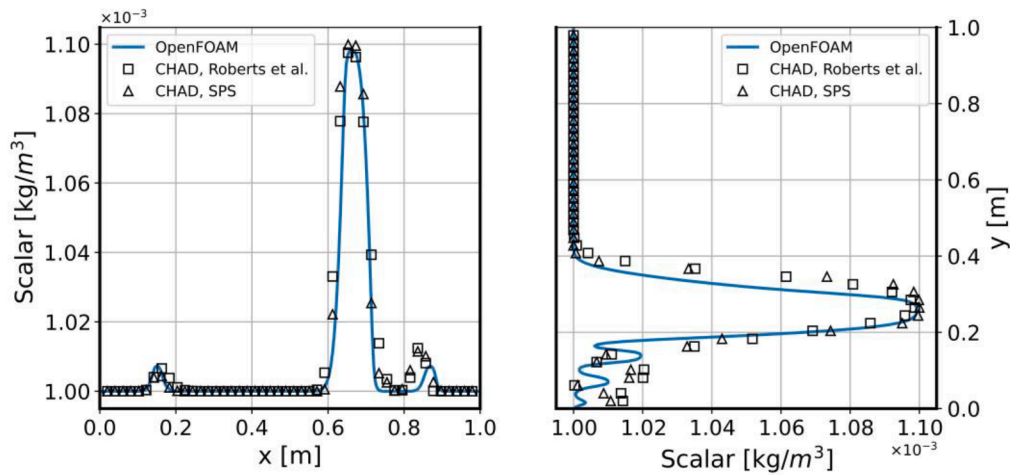 ×10⁻³
1.10
1.08
1.06
1.04
1.02
1.00
Scalar [kg/m³]
OpenFOAM
CHAD, Roberts et al.
CHAD, SPS
0.0 0.2 0.4 0.6 0.8 1.0
x [m]
OpenFOAM
CHAD, Roberts et al.
CHAD, SPS
1.0
0.8
0.6
0.4
0.2
0.0
y [m]
1.00 1.03 1.04 1.06 1.08 1.10
×10⁻³
Scalar [kg/m³]